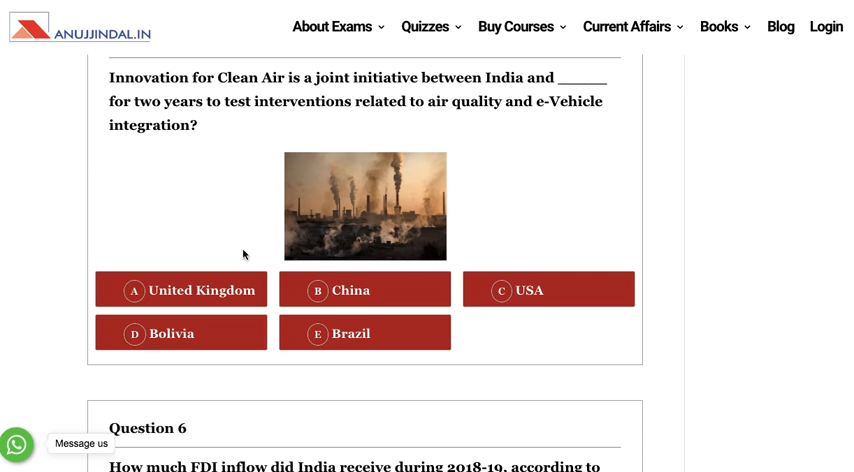 ANUJJINDAL.IN
About Exams Quizzes Buy Courses Current Affairs Books Blog Login
Innovation for Clean Air is a joint initiative between India and _____
for two years to test interventions related to air quality and e-Vehicle
integration?
A United Kingdom
B China
C USA
D Bolivia
E Brazil
Question 6
Message us
How much FDI inflow did India receive during 2018-19, according to